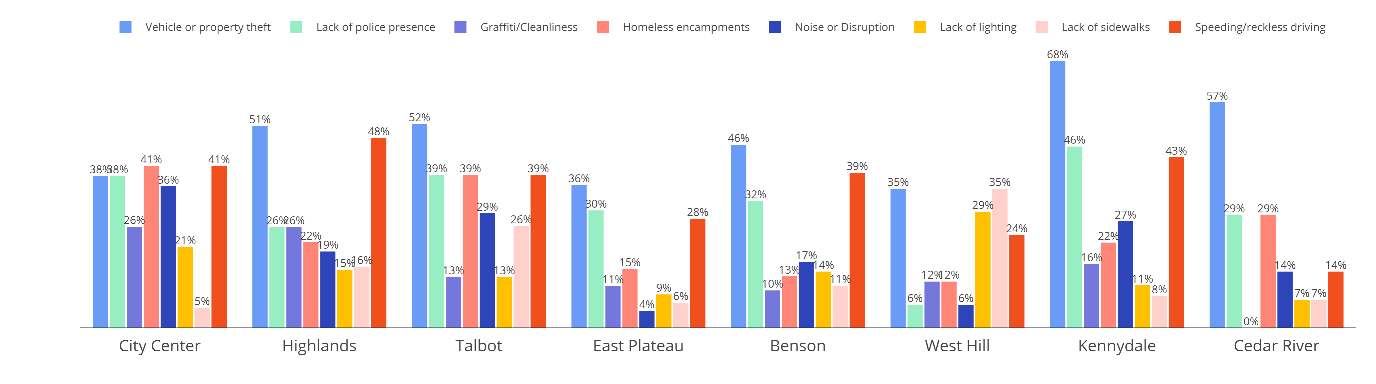 Vehicle or property theft Lack of police presence Graffiti/Cleanliness Homeless encampments Noise or Disruption Lack of lighting Lack of sidewalks Speeding/reckless driving
38% 38% 26% 41% 36% 21% 5% 41%
51% 26% 26% 22% 19% 15% 16% 48%
52% 39% 13% 39% 29% 13% 26% 39%
36% 30% 11% 15% 4% 9% 6% 28%
46% 32% 10% 13% 17% 14% 11% 39%
35% 6% 12% 12% 6% 29% 35% 24%
68% 46% 16% 22% 27% 11% 8% 43%
57% 29% 0% 29% 14% 7% 7% 14%
City Center Highlands Talbot East Plateau Benson West Hill Kennydale Cedar River